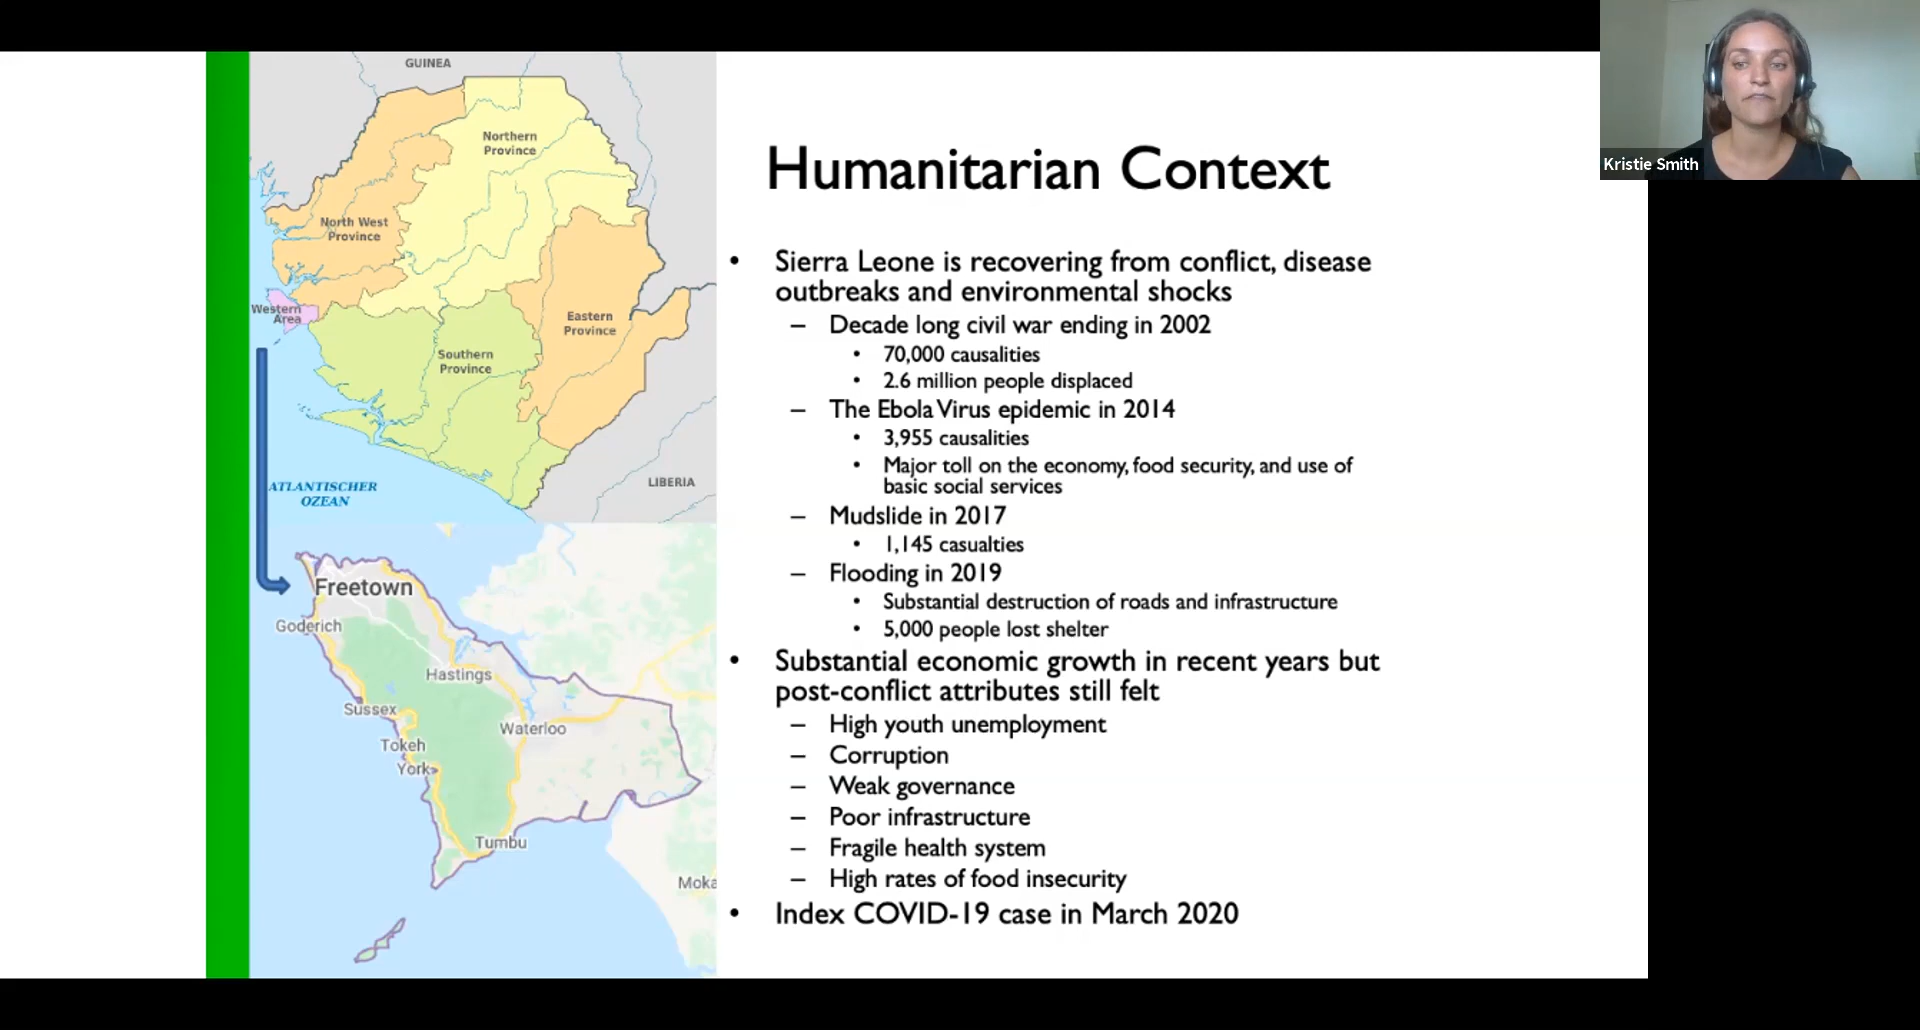 GUINEA
Northern
Province
North West
Province
Western
Area
Eastern
Province
Southern
Province
ATLANTISCHER
OZEAN
LIBERIA
Freetown
Goderich
Hastings
Sussex
Waterloo
Tokeh
York
Tumbu
Moka
Humanitarian Context
• Sierra Leone is recovering from conflict, disease
outbreaks and environmental shocks
– Decade long civil war ending in 2002
• 70,000 causalities
• 2.6 million people displaced
– The Ebola Virus epidemic in 2014
• 3,955 causalities
• Major toll on the economy, food security, and use of
basic social services
– Mudslide in 2017
• 1,145 casualties
– Flooding in 2019
• Substantial destruction of roads and infrastructure
• 5,000 people lost shelter
• Substantial economic growth in recent years but
post-conflict attributes still felt
– High youth unemployment
– Corruption
– Weak governance
– Poor infrastructure
– Fragile health system
– High rates of food insecurity
• Index COVID-19 case in March 2020
Kristie Smith